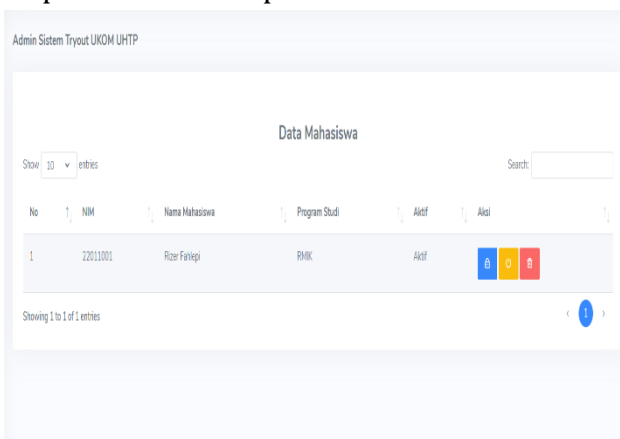 Admin Sistem Tryout UKOM UHTP
Data Mahasiswa
Show 10 entries
Search:
No NIM Nama Mahasiswa Program Studi Aktif Aksi
1 22011001 Rizer Fahlepi RMIK Aktif
Showing 1 to 1 of 1 entries
‹ 1 ›